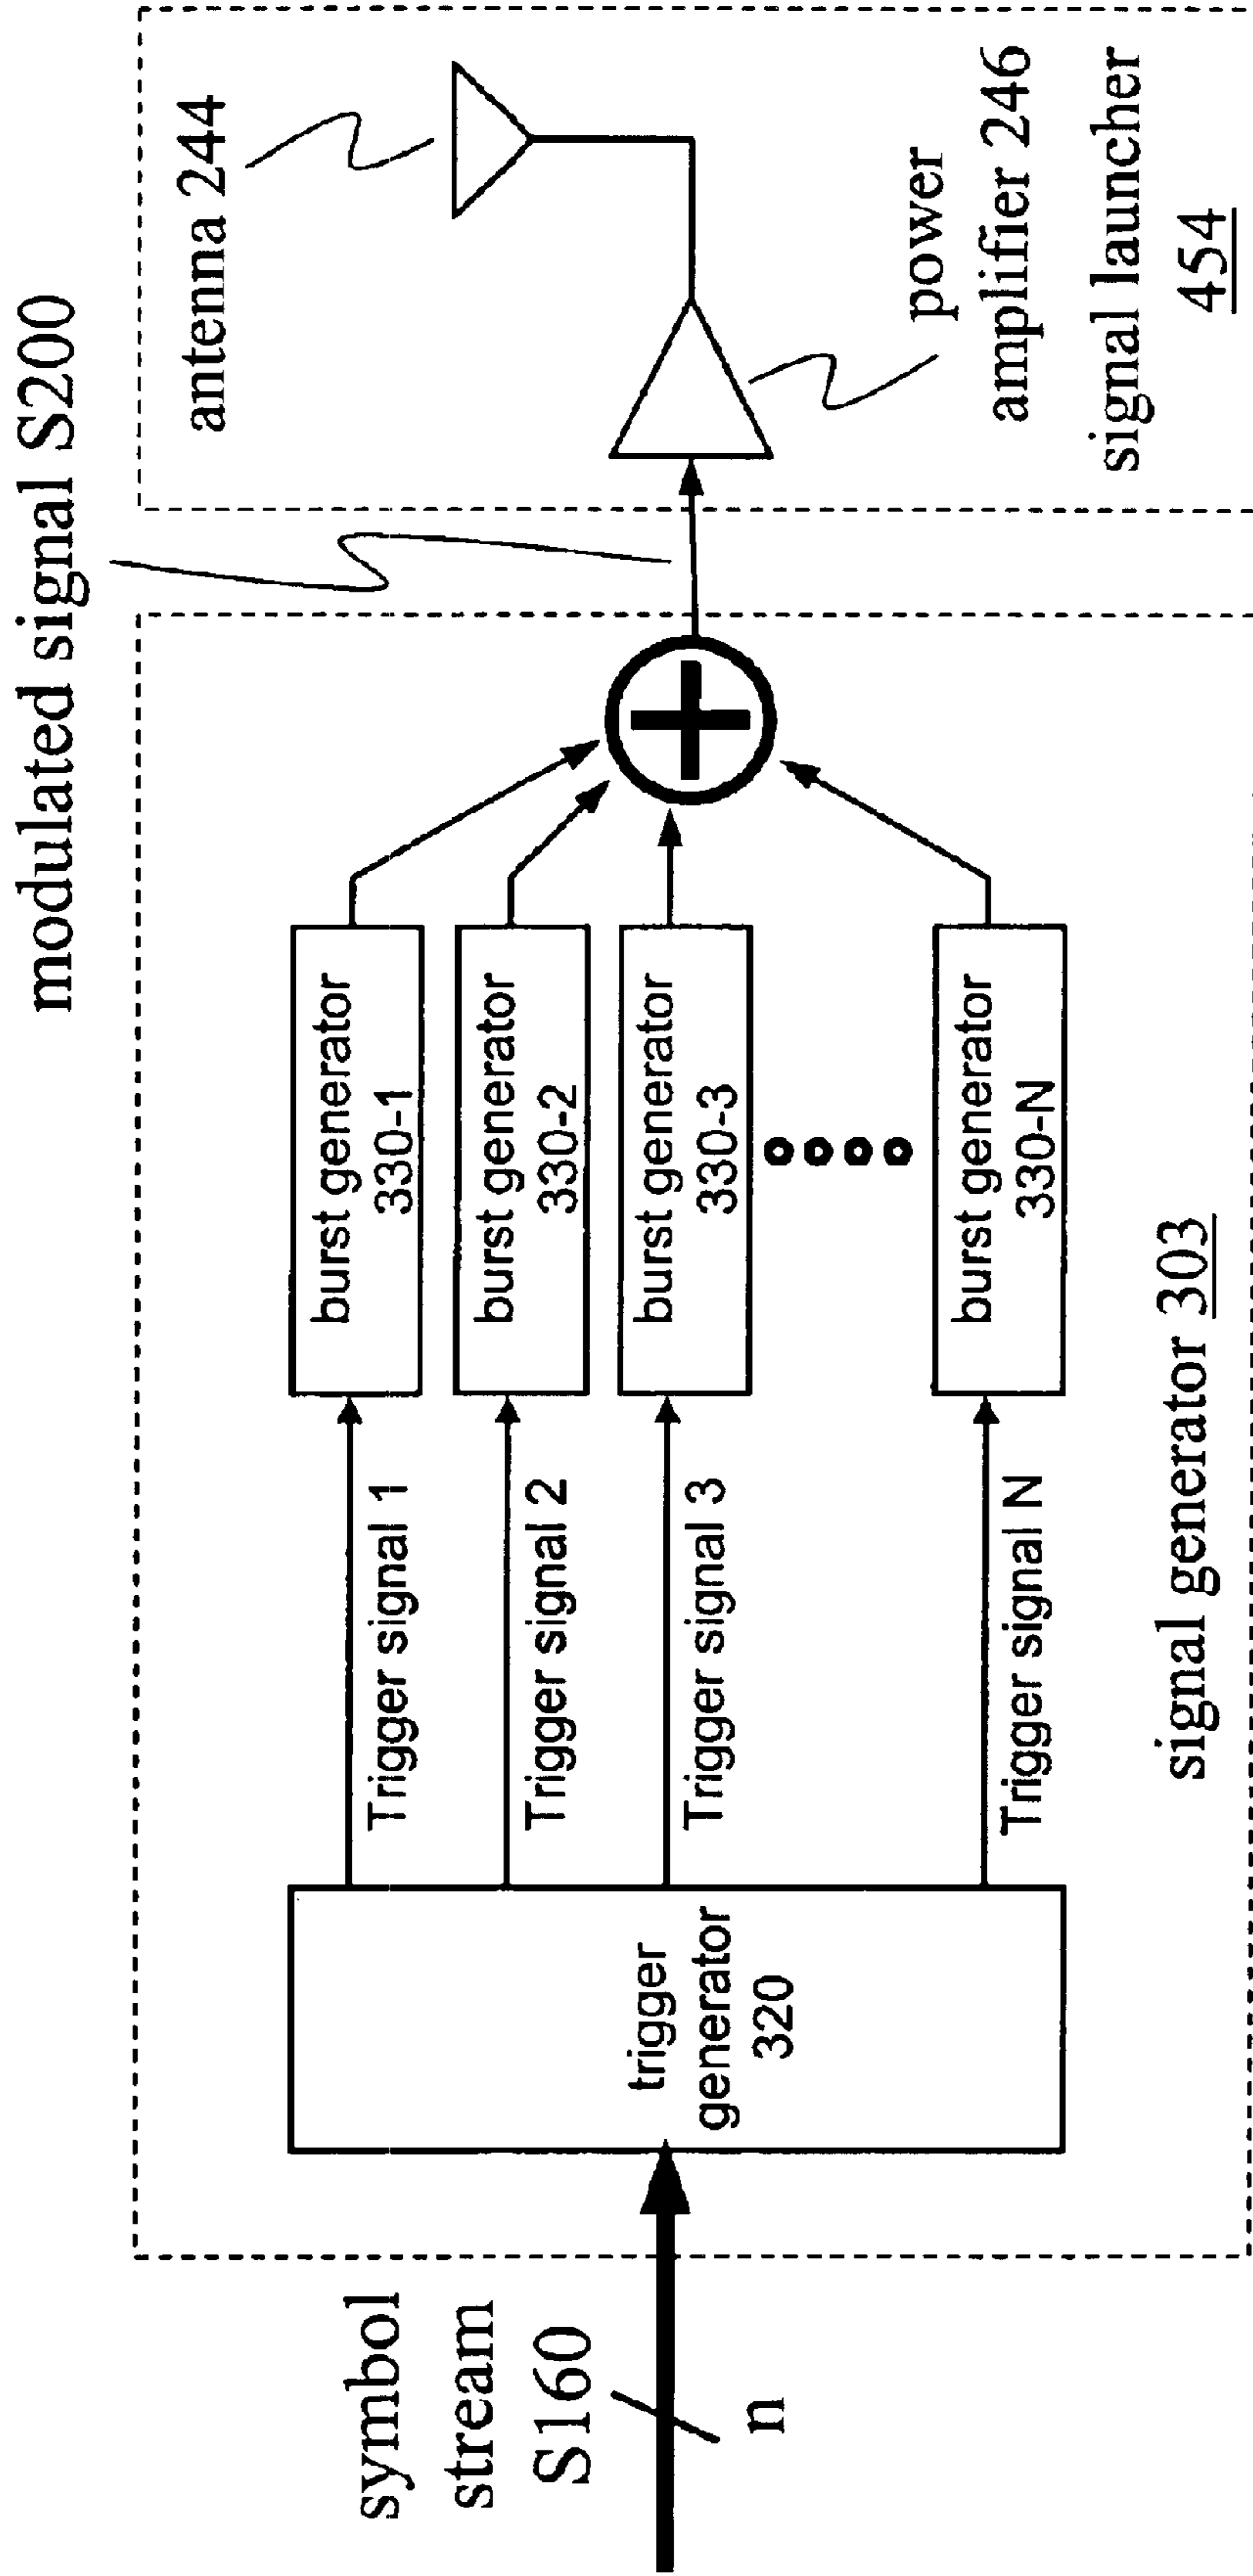 modulated signal S200
symbol
stream
S160
n
trigger
generator
320
Trigger signal 1
Trigger signal 2
Trigger signal 3
Trigger signal N
burst generator
330-1
burst generator
330-2
burst generator
330-3
burst generator
330-N
signal generator 303
antenna 244
power
amplifier 246
signal launcher
454